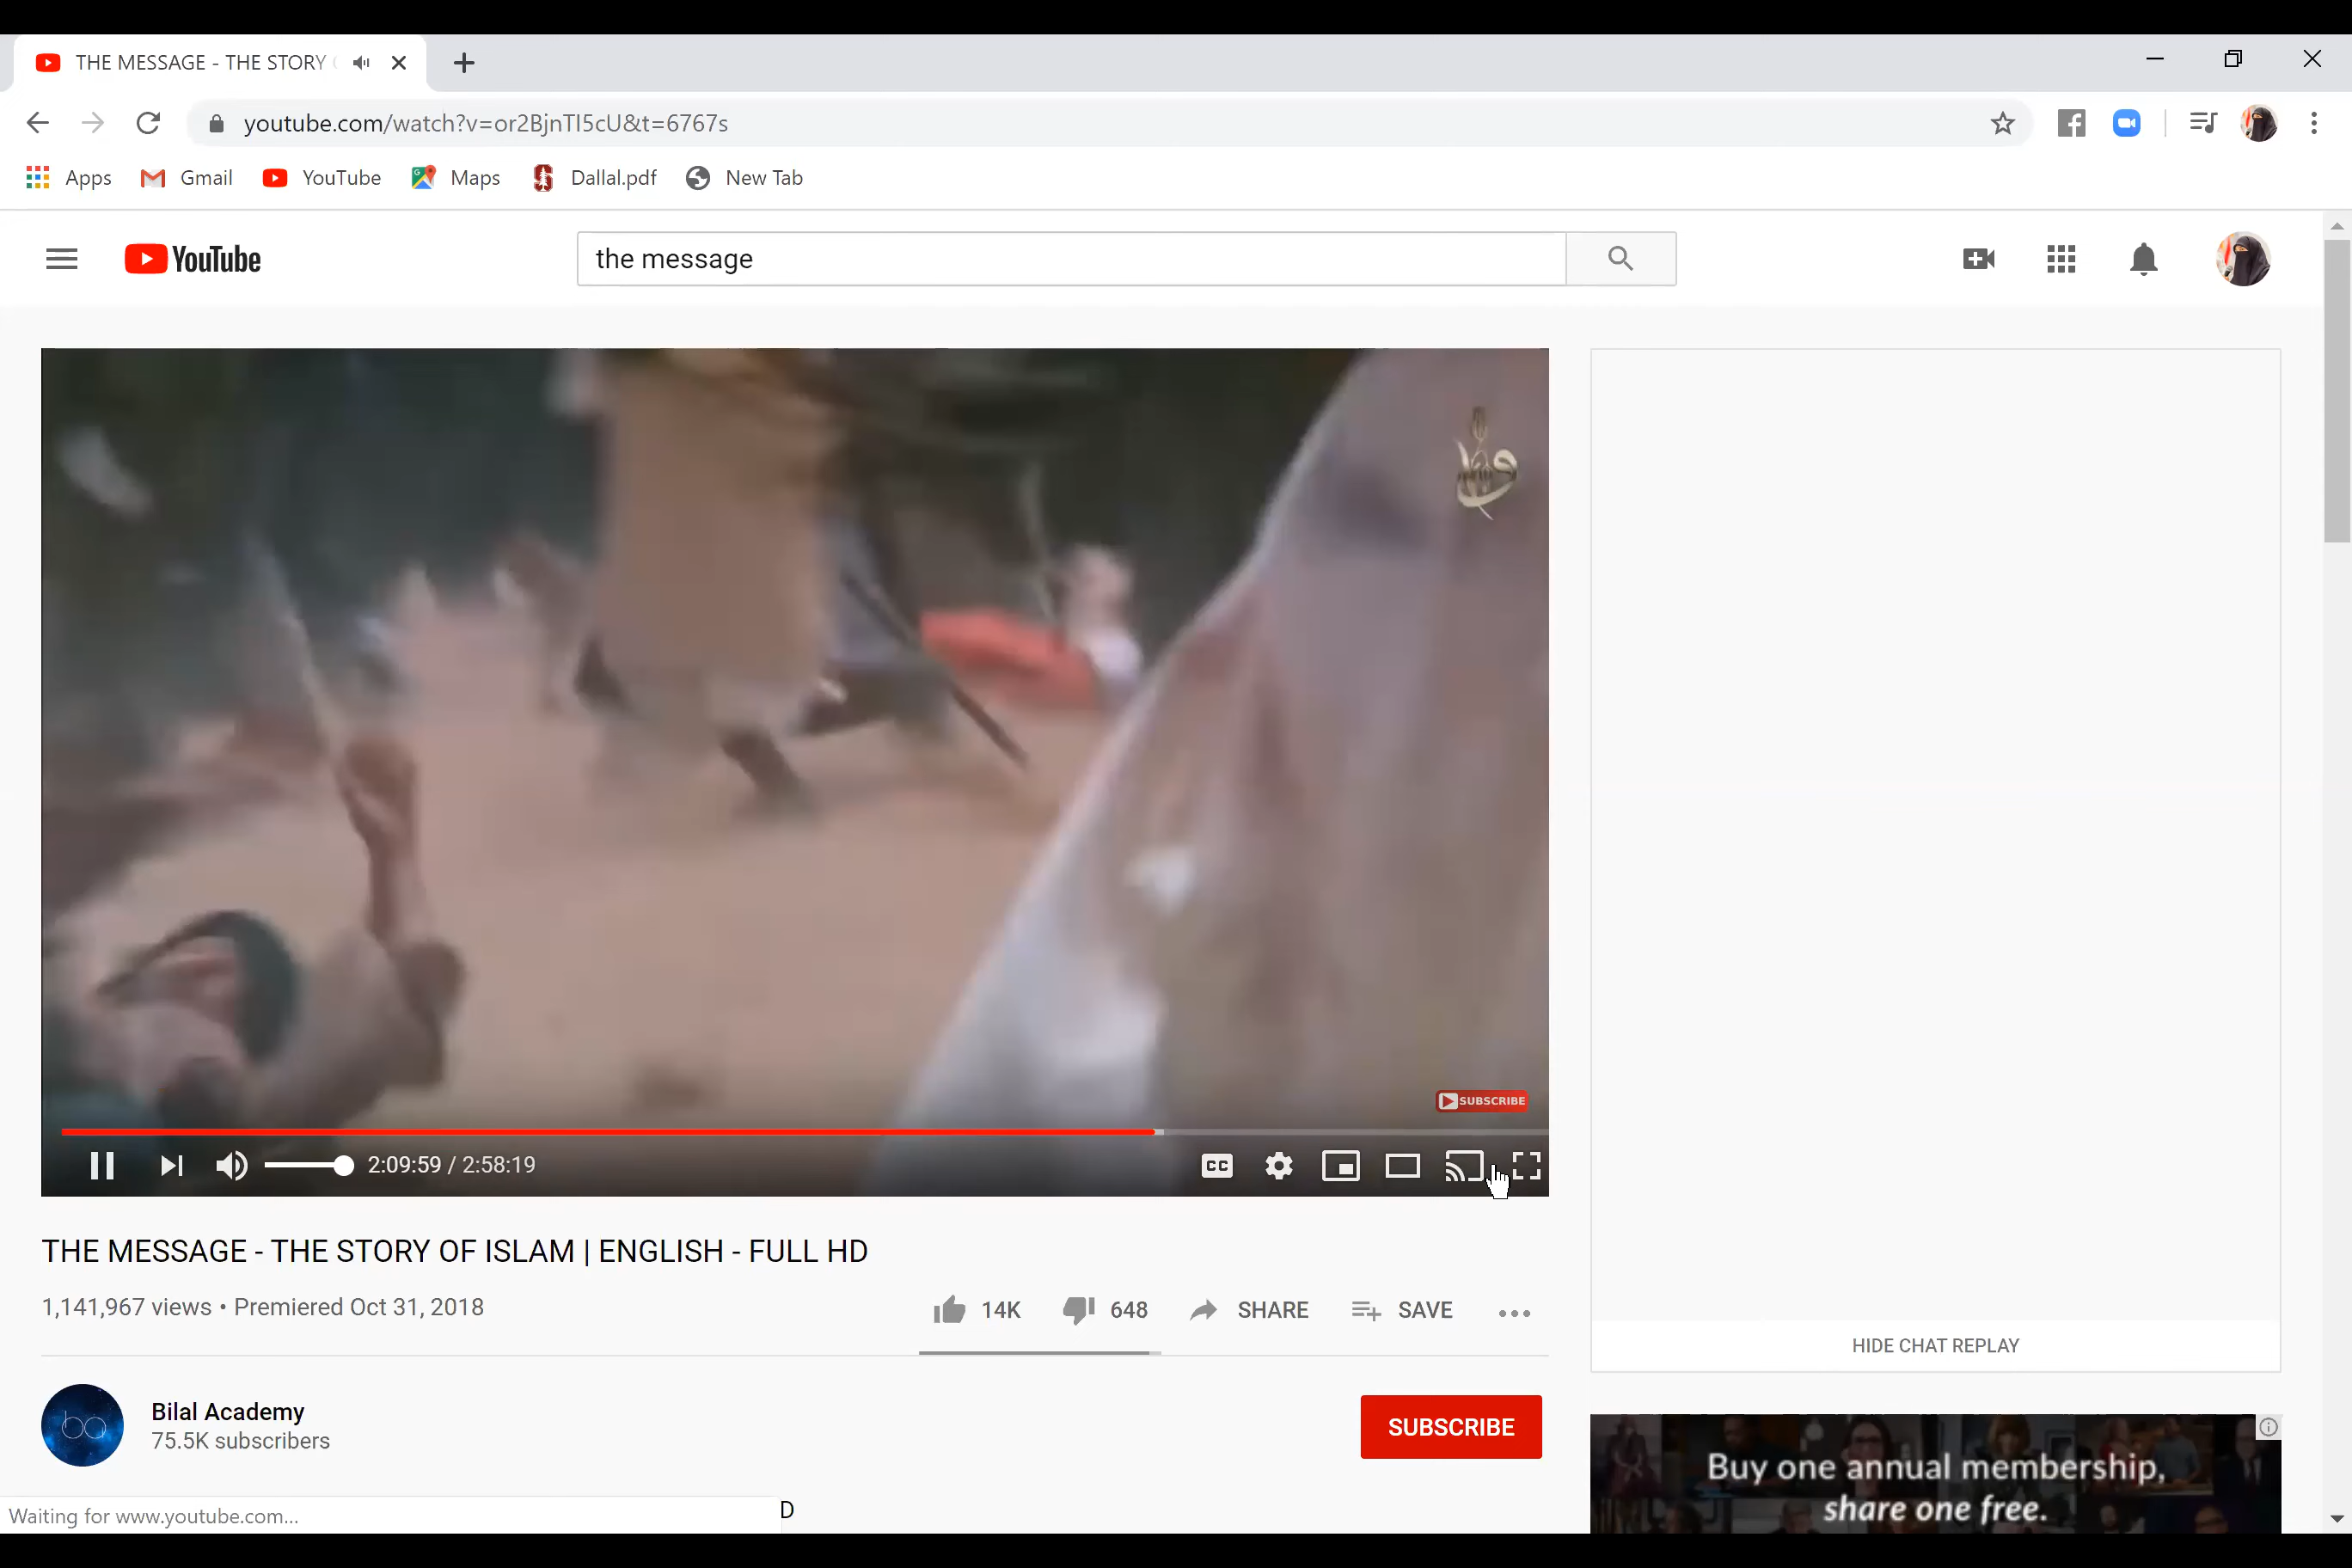 THE MESSAGE - THE STORY
youtube.com/watch?v=or2BjnTI5cU&t=6767s
Apps Gmail YouTube Maps Dallal.pdf New Tab
YouTube
the message
SUBSCRIBE
2:09:59 / 2:58:19
CC
THE MESSAGE - THE STORY OF ISLAM | ENGLISH - FULL HD
1,141,967 views • Premiered Oct 31, 2018
14K 648 SHARE SAVE
HIDE CHAT REPLAY
Bilal Academy
75.5K subscribers
SUBSCRIBE
Buy one annual membership,
share one free.
Waiting for www.youtube.com...
D